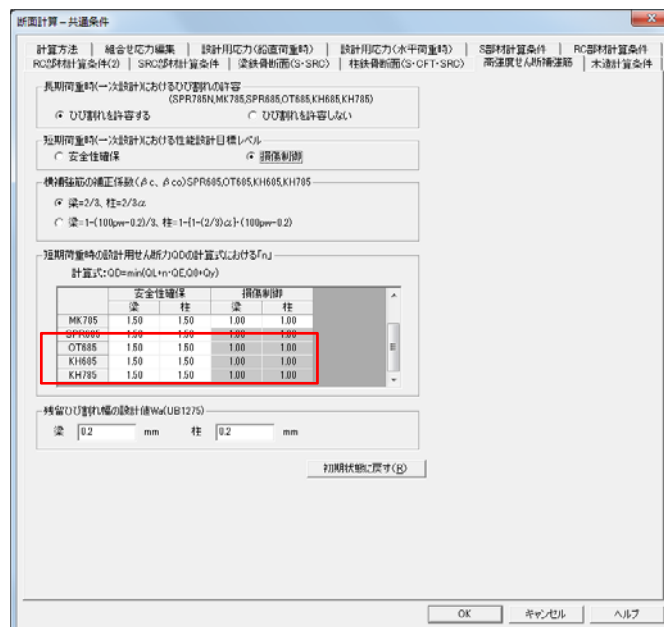 断面計算－共通条件
計算方法
組合せ応力編集
設計用応力(鉛直荷重時)
設計用応力(水平荷重時)
S部材計算条件
RC部材計算条件
RC部材計算条件(2)
SRC部材計算条件
梁鉄骨断面(S・SRC)
柱鉄骨断面(S・CFT・SRC)
高強度せん断補強筋
木造計算条件
長期荷重時(一次設計)におけるひび割れの許容
(SPR785N,MK785,SPR685,OT685,KH685,KH785)
ひび割れを許容する ひび割れを許容しない
短期荷重時(一次設計)における性能設計目標レベル
安全性確保 損傷制御
横補強筋の補正係数(βc、βco)SPR685,OT685,KH685,KH785
梁=2/3、柱=2/3α
梁=1-(100pw-0.2)/3、柱=1-{1-(2/3)α}・(100pw-0.2)
短期荷重時の設計用せん断力QDの計算式における「n」
計算式:QD=min(QL+n・QE,Q0+Qy)
安全性確保 損傷制御
梁 柱 梁 柱
MK785 1.50 1.50 1.00 1.00
SPR685 1.50 1.50 1.00 1.00
OT685 1.50 1.50 1.00 1.00
KH685 1.50 1.50 1.00 1.00
KH785 1.50 1.50 1.00 1.00
残留ひび割れ幅の設計値Wa(UB1275)
梁 0.2 mm 柱 0.2 mm
初期状態に戻す(R)
OK キャンセル ヘルプ